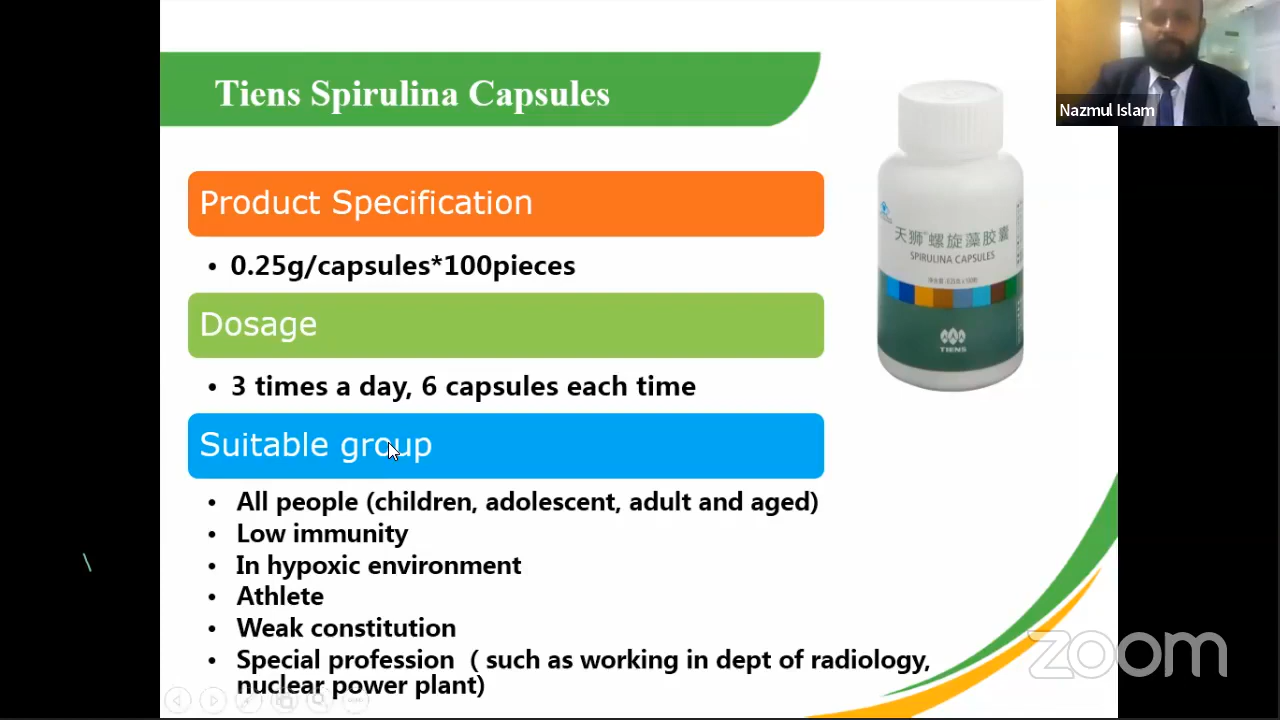 Tiens Spirulina Capsules
Nazmul Islam
Product Specification
• 0.25g/capsules*100pieces
天狮 螺旋藻胶囊
SPIRULINA CAPSULES
TIENS
Dosage
• 3 times a day, 6 capsules each time
Suitable group
• All people (children, adolescent, adult and aged)
• Low immunity
• In hypoxic environment
• Athlete
• Weak constitution
• Special profession ( such as working in dept of radiology,
nuclear power plant)
zoom